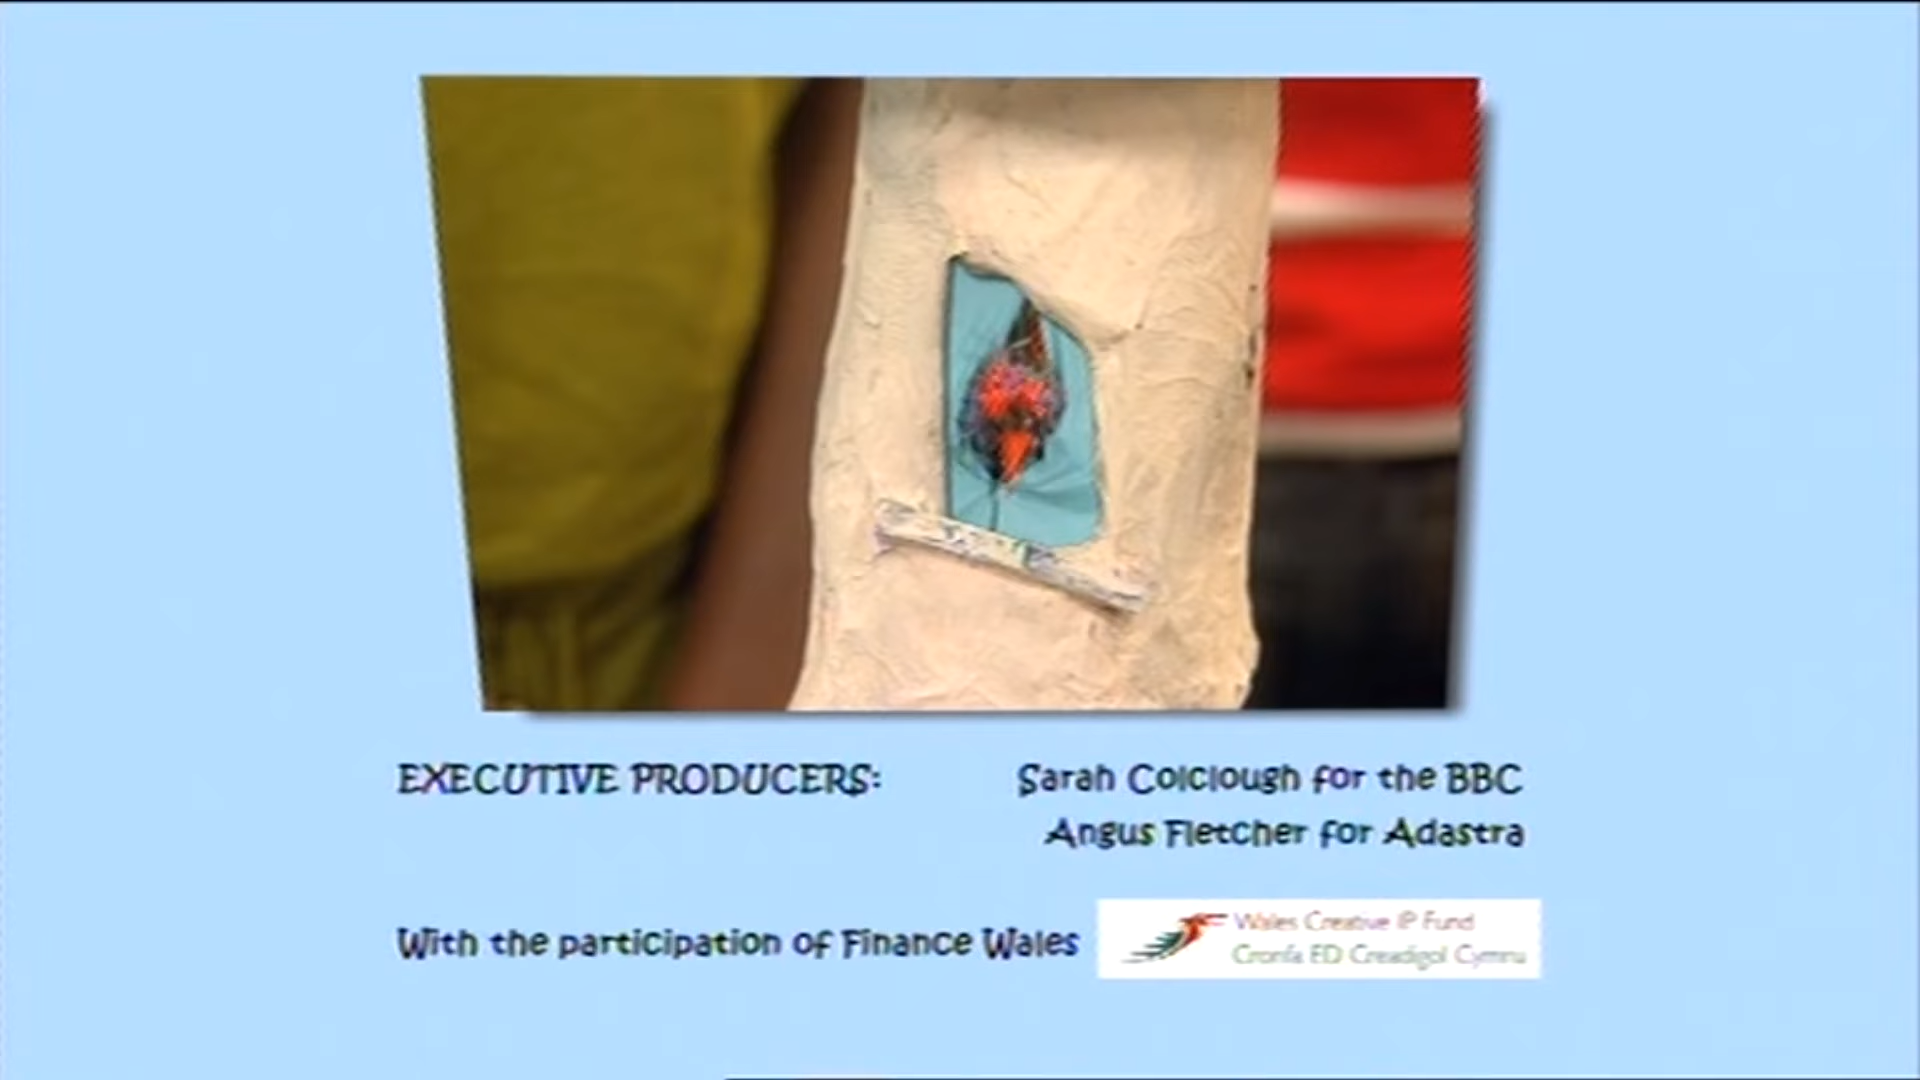 EXECUTIVE PRODUCERS: Sarah Colclough for the BBC
Angus Fletcher for Adastra
With the participation of Finance Wales
Wales Creative IP Fund
Cronfa ED Creadigol Cymru